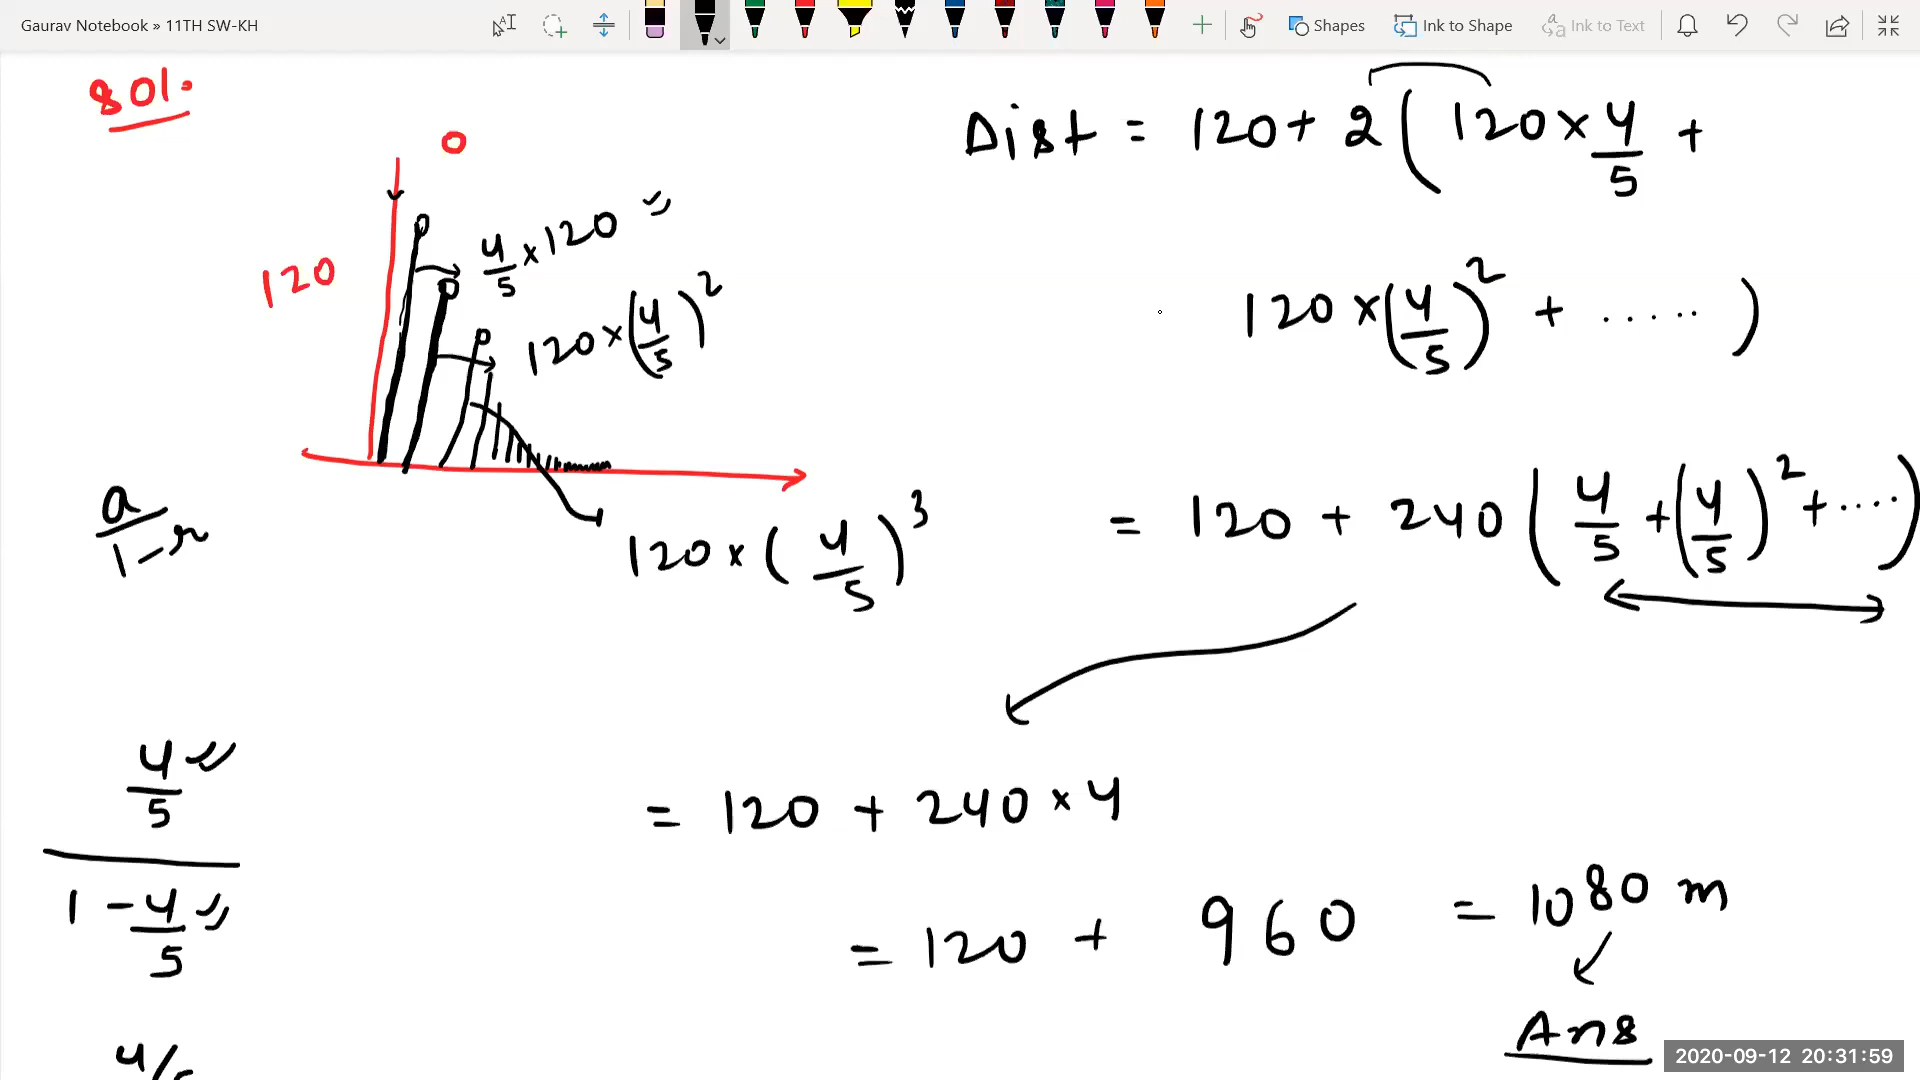 Gaurav Notebook » 11TH SW-KH
Shapes
Ink to Shape
Ink to Text
Sol.
0
120
4/5 × 120
120 × (4/5)^2
120 × (4/5)^3
a/1-r
Dist = 120 + 2 ( 120 × 4/5 +
120 × (4/5)^2 + ..... )
= 120 + 240 ( 4/5 + (4/5)^2 + .... )
4/5
1 - 4/5
= 120 + 240 × 4
= 120 + 960 = 1080 m
Ans
2020-09-12 20:31:59